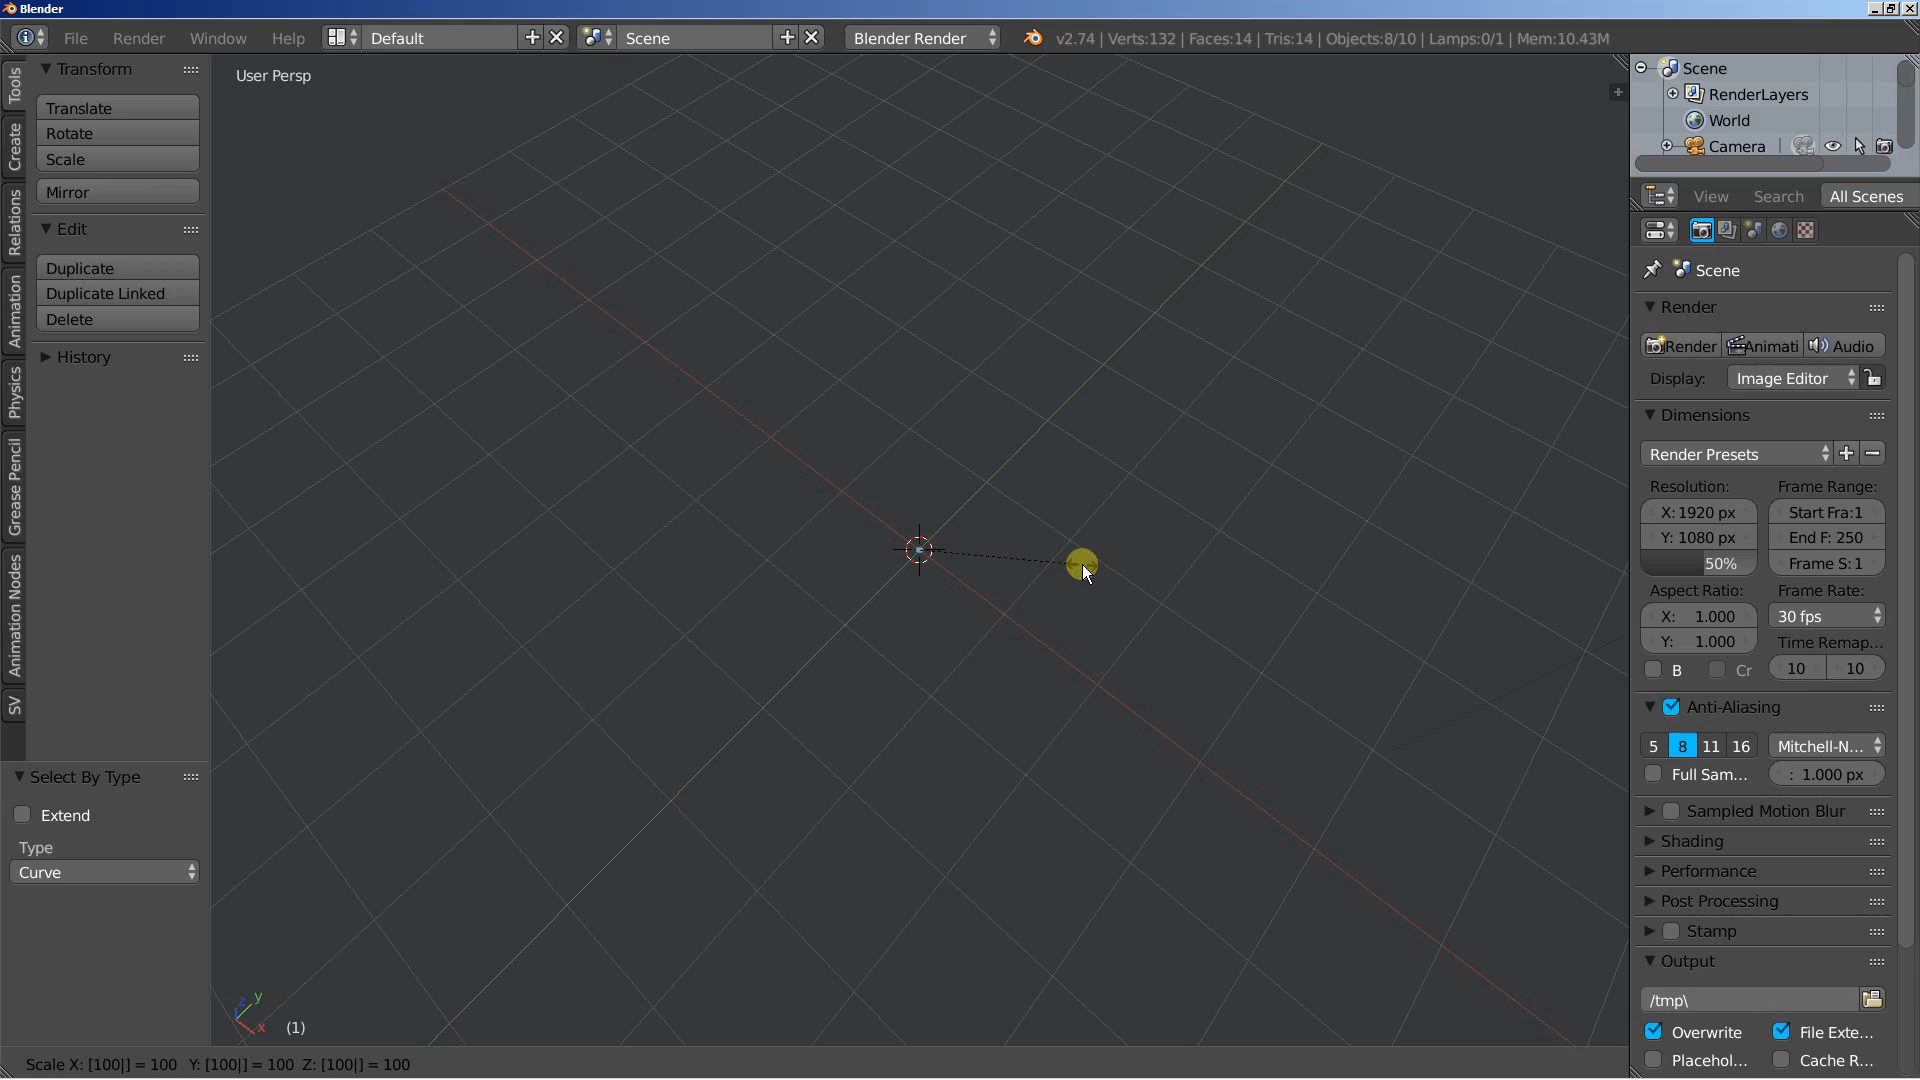 Blender
File Render Window Help Default Scene Blender Render v2.74 | Verts:132 | Faces:14 | Tris:14 | Objects:8/10 | Lamps:0/1 | Mem:10.43M
Tools
Create
Relations
Animation
Physics
Grease Pencil
Animation Nodes
SV
Transform
Translate
Rotate
Scale
Mirror
Edit
Duplicate
Duplicate Linked
Delete
History
Select By Type
Extend
Type
Curve
User Persp
z y
x
(1)
Scale X: [100|] = 100 Y: [100|] = 100 Z: [100|] = 100
Scene
RenderLayers
World
Camera
View Search All Scenes
Scene
Render
Render Animati Audio
Display: Image Editor
Dimensions
Render Presets
Resolution: Frame Range:
X: 1920 px Start Fra: 1
Y: 1080 px End F: 250
50% Frame S: 1
Aspect Ratio: Frame Rate:
X: 1.000 30 fps
Y: 1.000 Time Remap...
B Cr 10 10
Anti-Aliasing
5 8 11 16 Mitchell-N...
Full Sam... : 1.000 px
Sampled Motion Blur
Shading
Performance
Post Processing
Stamp
Output
/tmp\
Overwrite File Exte...
Placehol... Cache R...